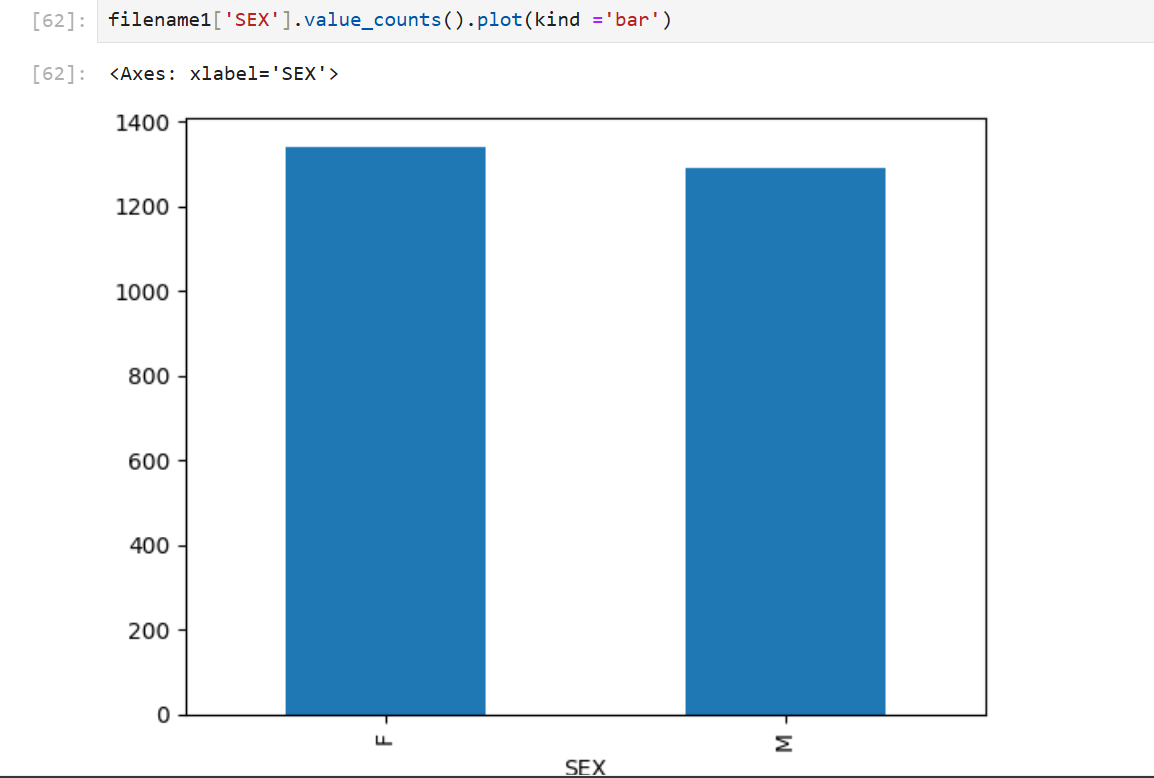 [62]: filename1['SEX'].value_counts().plot(kind ='bar')
[62]: <Axes: xlabel='SEX'>
1400
1200
1000
800
600
400
200
0
F
M
SEX